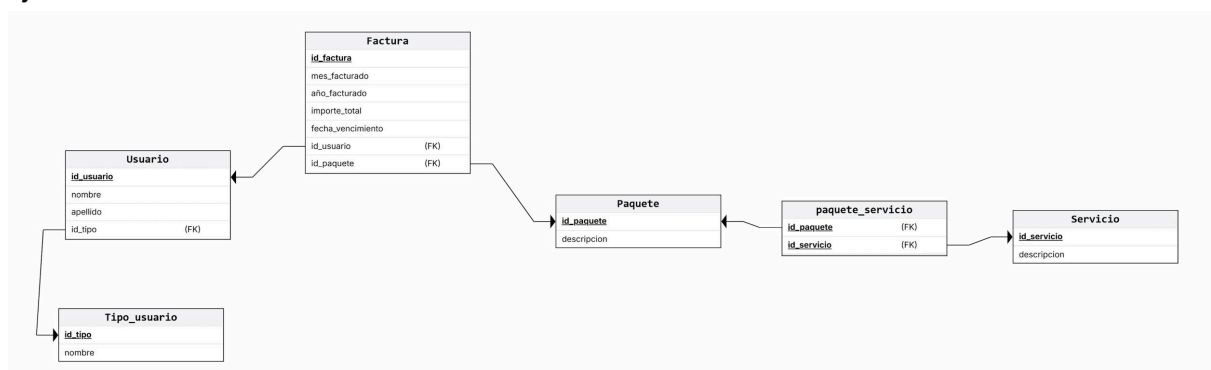 Factura
id_factura
mes_facturado
año_facturado
importe_total
fecha_vencimiento
id_usuario (FK)
id_paquete (FK)
Usuario
id_usuario
nombre
apellido
id_tipo (FK)
Tipo_usuario
id_tipo
nombre
Paquete
id_paquete
descripcion
paquete_servicio
id_paquete (FK)
id_servicio (FK)
Servicio
id_servicio
descripcion